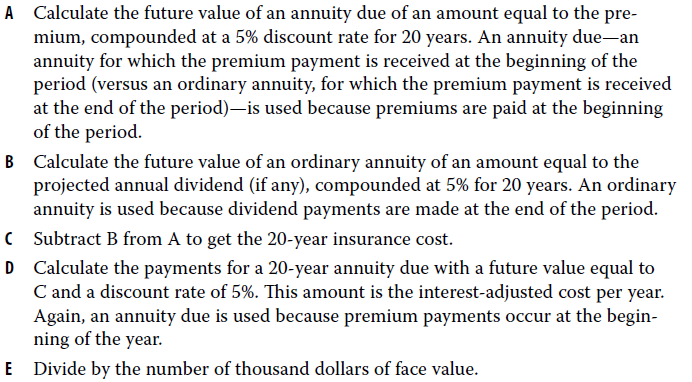 A Calculate the future value of an annuity due of an amount equal to the pre-
mium, compounded at a 5% discount rate for 20 years. An annuity due—an
annuity for which the premium payment is received at the beginning of the
period (versus an ordinary annuity, for which the premium payment is received
at the end of the period)—is used because premiums are paid at the beginning
of the period.
B Calculate the future value of an ordinary annuity of an amount equal to the
projected annual dividend (if any), compounded at 5% for 20 years. An ordinary
annuity is used because dividend payments are made at the end of the period.
C Subtract B from A to get the 20-year insurance cost.
D Calculate the payments for a 20-year annuity due with a future value equal to
C and a discount rate of 5%. This amount is the interest-adjusted cost per year.
Again, an annuity due is used because premium payments occur at the begin-
ning of the year.
E Divide by the number of thousand dollars of face value.